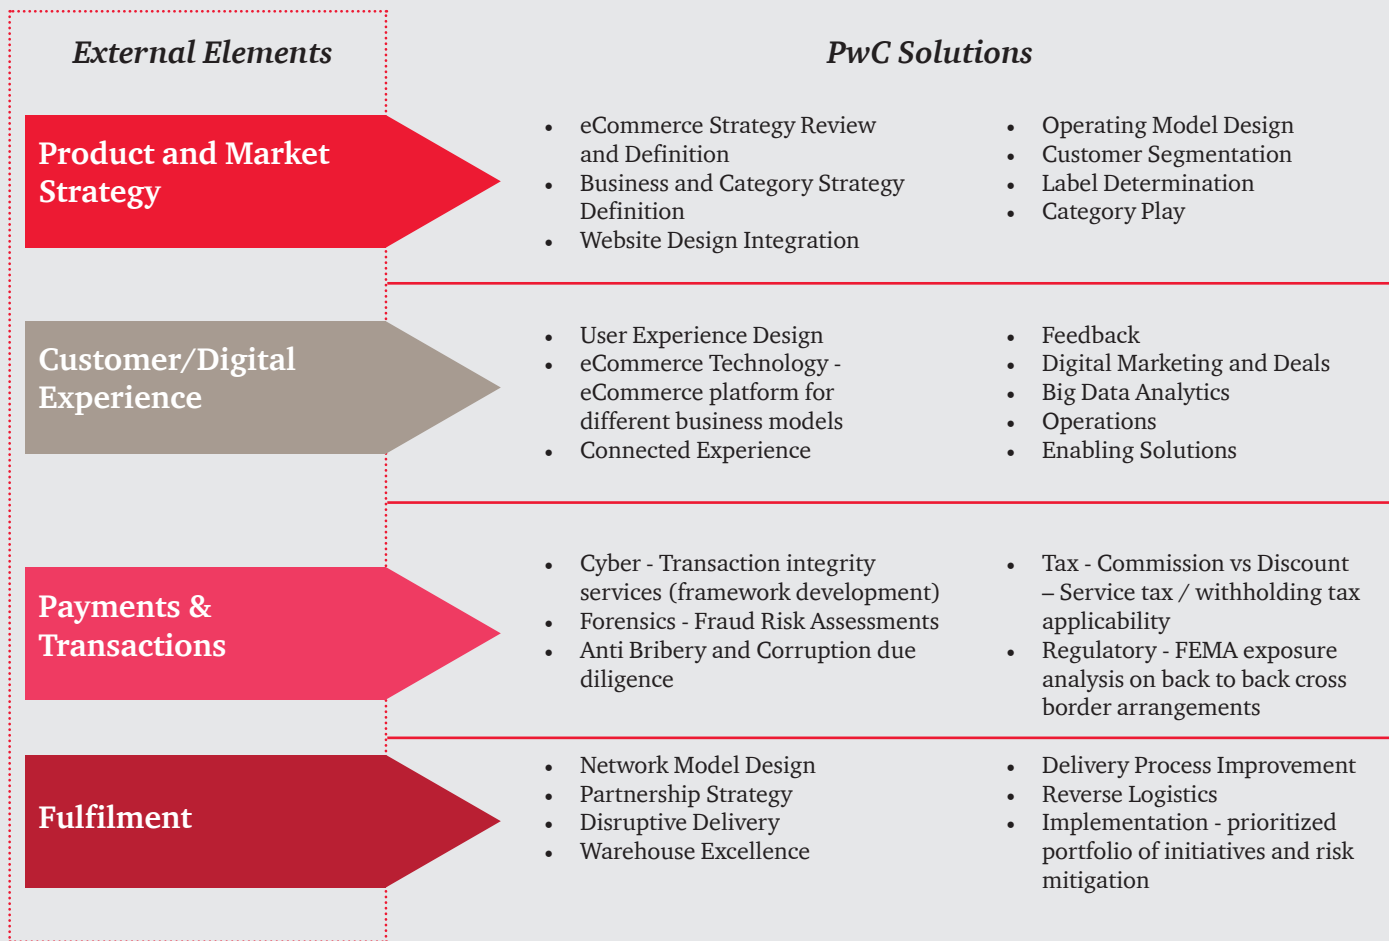 External Elements
PwC Solutions
Product and Market
Strategy
• eCommerce Strategy Review
and Definition
• Business and Category Strategy
Definition
• Website Design Integration
• Operating Model Design
• Customer Segmentation
• Label Determination
• Category Play
Customer/Digital
Experience
• User Experience Design
• eCommerce Technology -
eCommerce platform for
different business models
• Connected Experience
• Feedback
• Digital Marketing and Deals
• Big Data Analytics
• Operations
• Enabling Solutions
Payments &
Transactions
• Cyber - Transaction integrity
services (framework development)
• Forensics - Fraud Risk Assessments
• Anti Bribery and Corruption due
diligence
• Tax - Commission vs Discount
– Service tax / withholding tax
applicability
• Regulatory - FEMA exposure
analysis on back to back cross
border arrangements
Fulfilment
• Network Model Design
• Partnership Strategy
• Disruptive Delivery
• Warehouse Excellence
• Delivery Process Improvement
• Reverse Logistics
• Implementation - prioritized
portfolio of initiatives and risk
mitigation